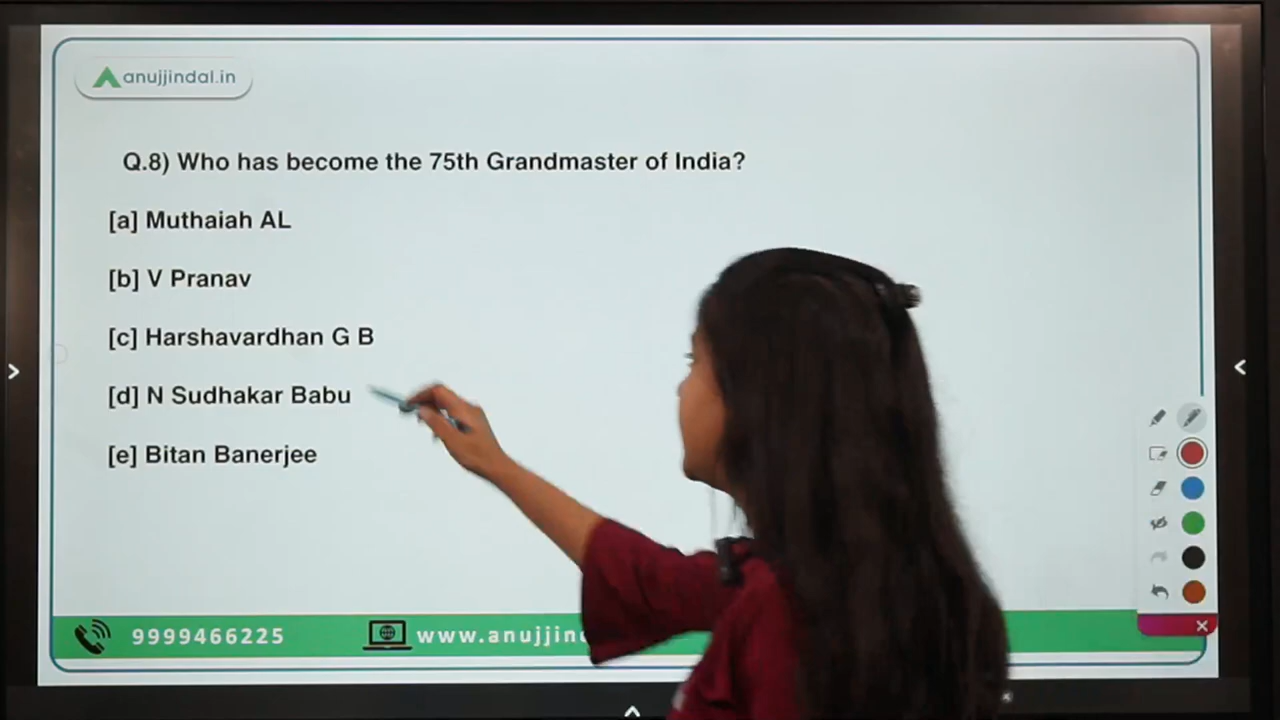 anujjindal.in
Q.8) Who has become the 75th Grandmaster of India?
[a] Muthaiah AL
[b] V Pranav
[c] Harshavardhan G B
[d] N Sudhakar Babu
[e] Bitan Banerjee
9999466225
www.anujjind